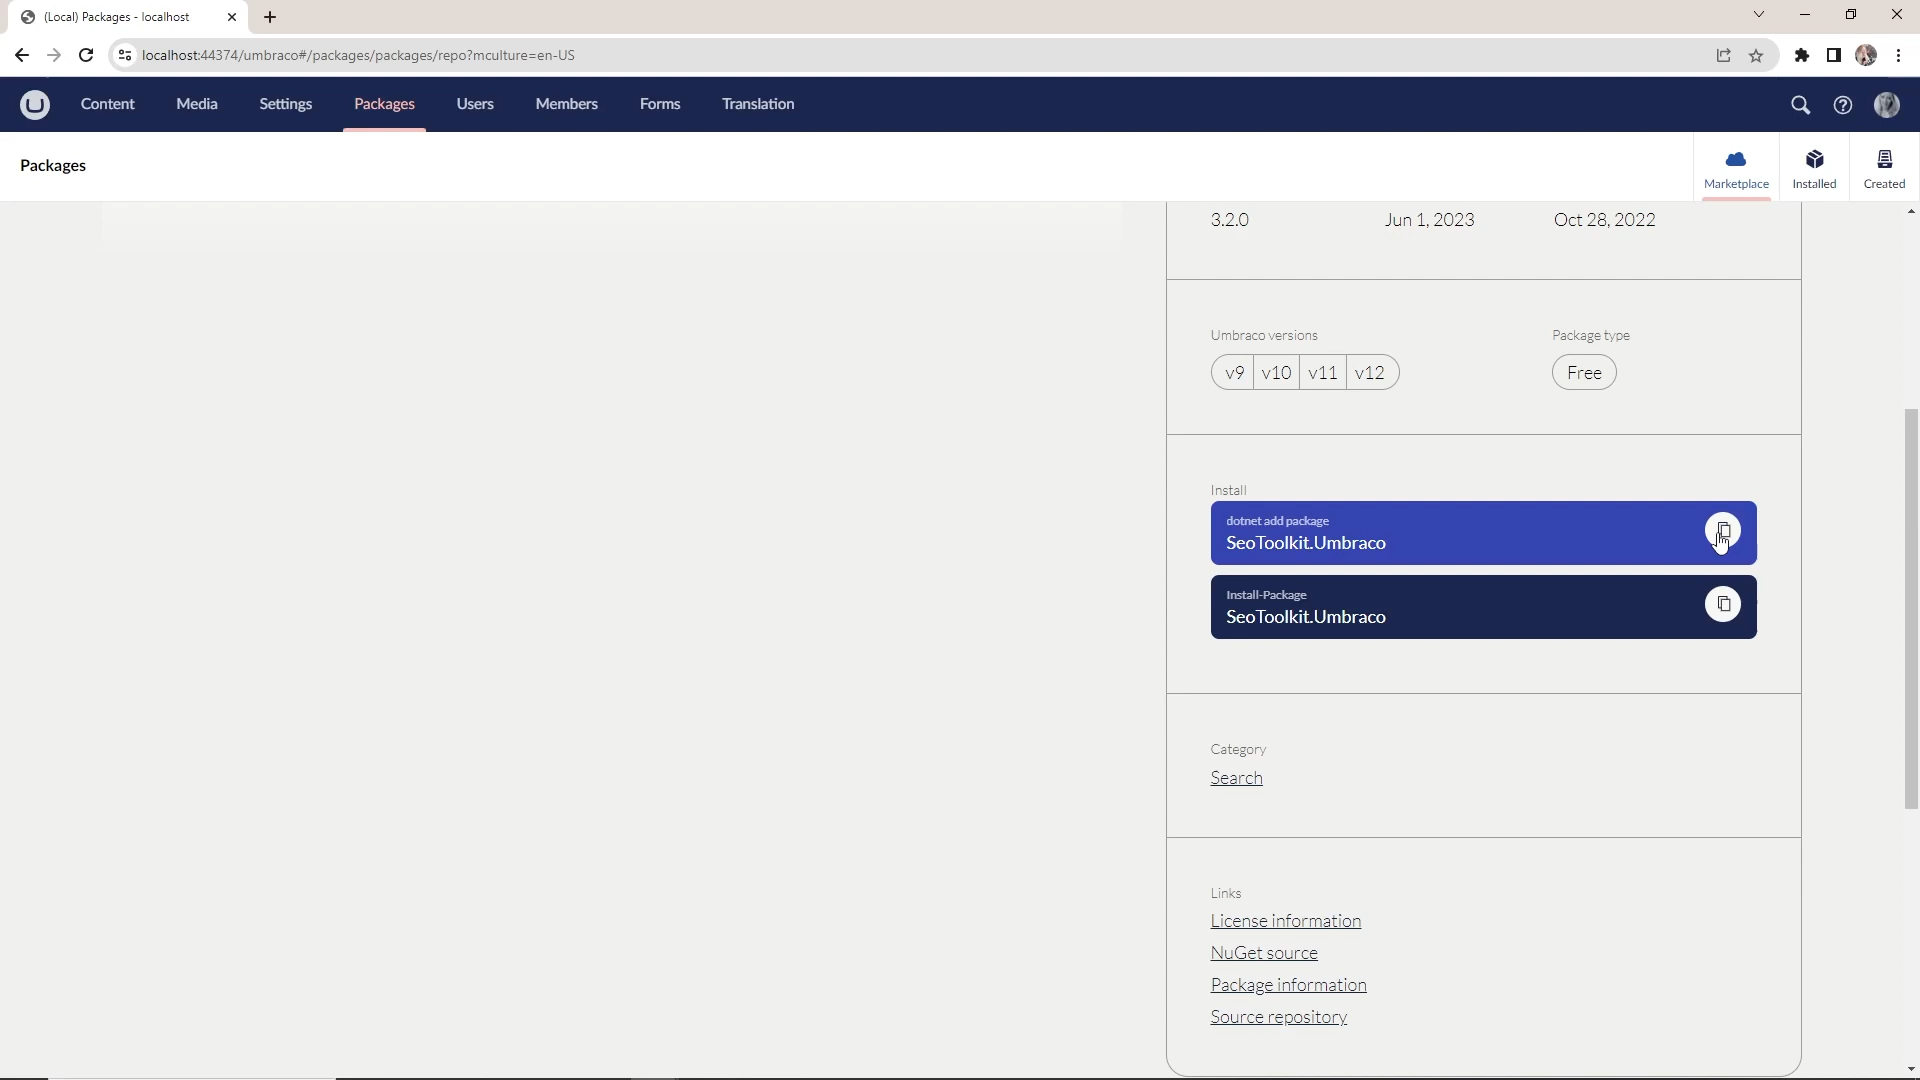 (Local) Packages - localhost
localhost:44374/umbraco#/packages/packages/repo?mculture=en-US
Content Media Settings Packages Users Members Forms Translation
Packages
Marketplace Installed Created
3.2.0 Jun 1, 2023 Oct 28, 2022
Umbraco versions Package type
v9 v10 v11 v12 Free
Install
dotnet add package
SeoToolkit.Umbraco
Install-Package
SeoToolkit.Umbraco
Category
Search
Links
License information
NuGet source
Package information
Source repository